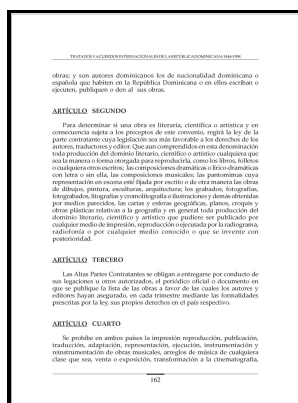 TRATADOS Y ACUERDOS INTERNACIONALES DE LA REPÚBLICA DOMINICANA 1844-1994
obras; y son autores dominicanos los de nacionalidad dominicana o
española que habiten en la República Dominicana o en ellos escriban o
ejecuten, publiquen o den al sus obras.
ARTÍCULO SEGUNDO
Para determinar si una obra es literaria, científica o artística y en
consecuencia sujeta a los preceptos de este convenio, regirá la ley de la
parte contratante cuya legislación sea más favorable a los derechos de los
autores, traductores y editor. Que aun comprendidos en esta denominación
toda producción del dominio literario, científico o artístico cualquiera que
sea la manera o forma otorgada para reproducirla, como los libros, folletos
o cualquiera otros escritos; las composiciones dramáticas o lírico-dramáticas
con letra o sin ella, las composiciones musicales; las pantomimas cuya
representación en escena esté fijada por escrito o de otra manera las obras
de dibujos, pintura, esculturas, arquitectura; los grabados, fotografías,
fotograbados, litografías y cromolitografía o ilustraciones y demás obtenidas
por medios parecidos, las cartas y esferas geográficas, planos, croquis y
obras plásticas relativas a la geografía y en general toda producción del
dominio literario, científico y artístico que pudiere ser publicado por
cualquier medio de impresión, reproducción o ejecutada por la radiograma,
radiofonía o por cualquier medio conocido o que se invente con
posterioridad.
ARTÍCULO TERCERO
Las Altas Partes Contratantes se obligan a entregarse por conducto de
sus legaciones u otros autorizados, el periódico oficial o documento en
que se publique la lista de las obras a favor de las cuales los autores y
editores hayan asegurado, en cada trimestre mediante las formalidades
prescritas por la ley, sus propios derechos en el país respectivo.
ARTÍCULO CUARTO
Se prohíbe en ambos países la impresión reproducción, publicación,
traducción, adaptación, representación, ejecución, instrumentación y
reinstrumentación de obras musicales, arreglos de música de cualquiera
clase que sea, venta o exposición, transformación a la cinematografía,
162